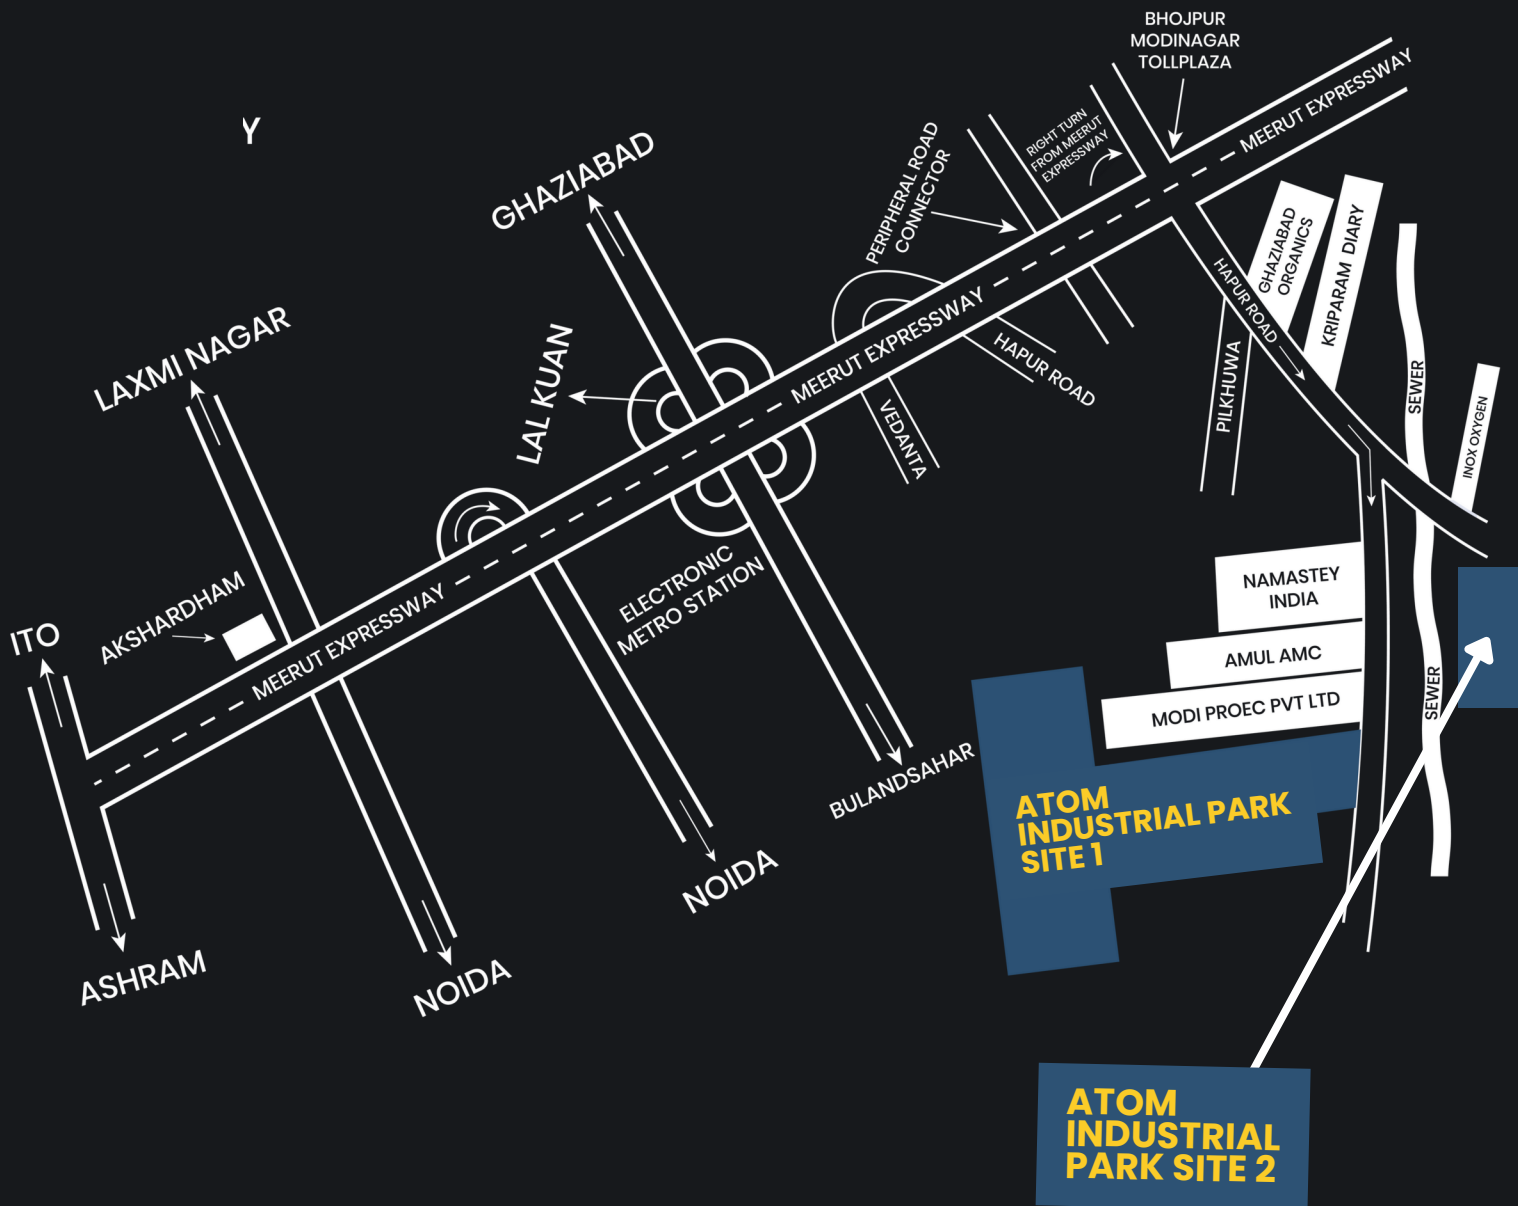 BHOJPUR
MODINAGAR
TOLLPLAZA
MEERUT EXPRESSWAY
Y
GHAZIABAD
PERIPHERAL ROAD
CONNECTOR
RIGHT TURN
FROM MEERUT
EXPRESSWAY
GHAZIABAD
ORGANICS
KRIPARAM DIARY
HAPUR ROAD
LAXMI NAGAR
LAL KUAN
MEERUT EXPRESSWAY
HAPUR ROAD
VEDANTA
PILKHUWA
SEWER
INOX OXYGEN
ELECTRONIC
METRO STATION
AKSHARDHAM
ITO
MEERUT EXPRESSWAY
NAMASTEY
INDIA
AMUL AMC
MODI PROEC PVT LTD
SEWER
BULANDSAHAR
ATOM
INDUSTRIAL PARK
SITE 1
NOIDA
ASHRAM
NOIDA
ATOM
INDUSTRIAL
PARK SITE 2